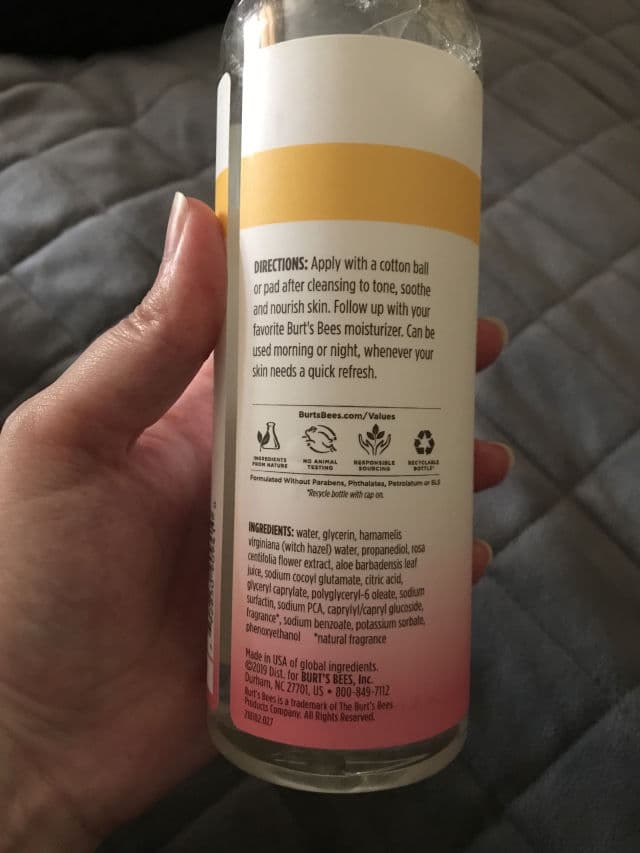 DIRECTIONS: Apply with a cotton ball
or pad after cleansing to tone, soothe
and nourish skin. Follow up with your
favorite Burt's Bees moisturizer. Can be
used morning or night, whenever your
skin needs a quick refresh.
BurtsBees.com/Values
INGREDIENTS
FROM NATURE
NO ANIMAL
TESTING
RESPONSIBLE
SOURCING
RECYCLABLE
BOTTLE*
Formulated Without Parabens, Phthalates, Petrolatum or SLS
*Recycle bottle with cap on.
INGREDIENTS: water, glycerin, hamamelis
virginiana (witch hazel) water, propanediol, rosa
centifolia flower extract, aloe barbadensis leaf
juice, sodium cocoyl glutamate, citric acid,
glyceryl caprylate, polyglyceryl-6 oleate, sodium
surfactin, sodium PCA, caprylyl/capryl glucoside,
fragrance*, sodium benzoate, potassium sorbate,
phenoxyethanol *natural fragrance
Made in USA of global ingredients.
©2019 Dist. for BURT'S BEES, Inc.
Durham, NC 27701, US • 800-849-7112
Burt's Bees is a trademark of The Burt's Bees
Products Company. All Rights Reserved.
218182.027